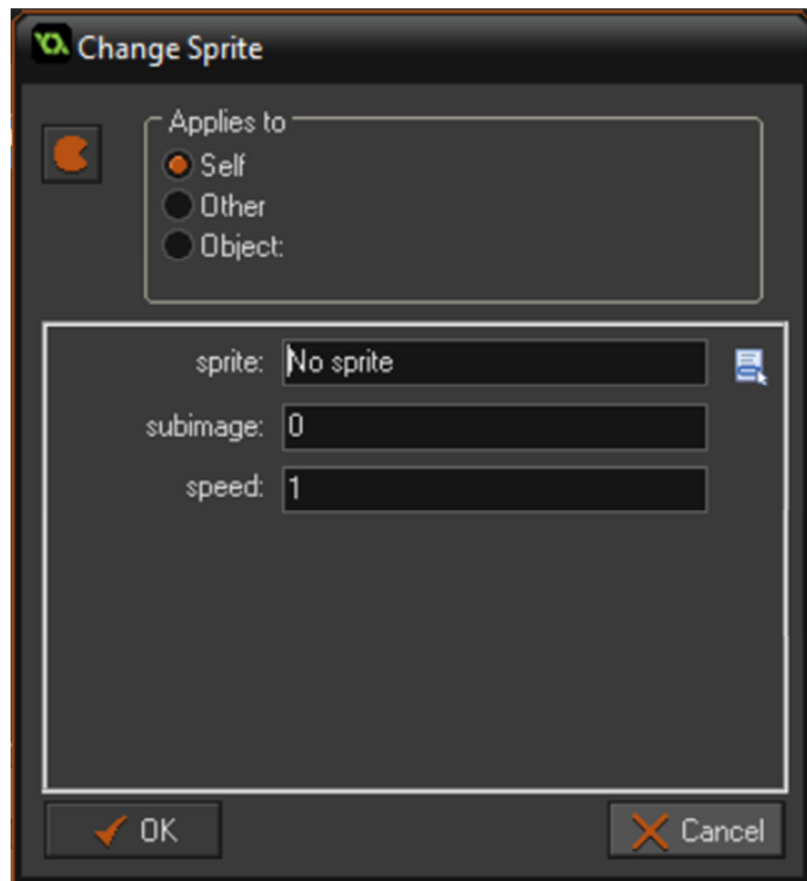 Change Sprite
Applies to
Self
Other
Object:
sprite: No sprite
subimage: 0
speed: 1
OK
Cancel